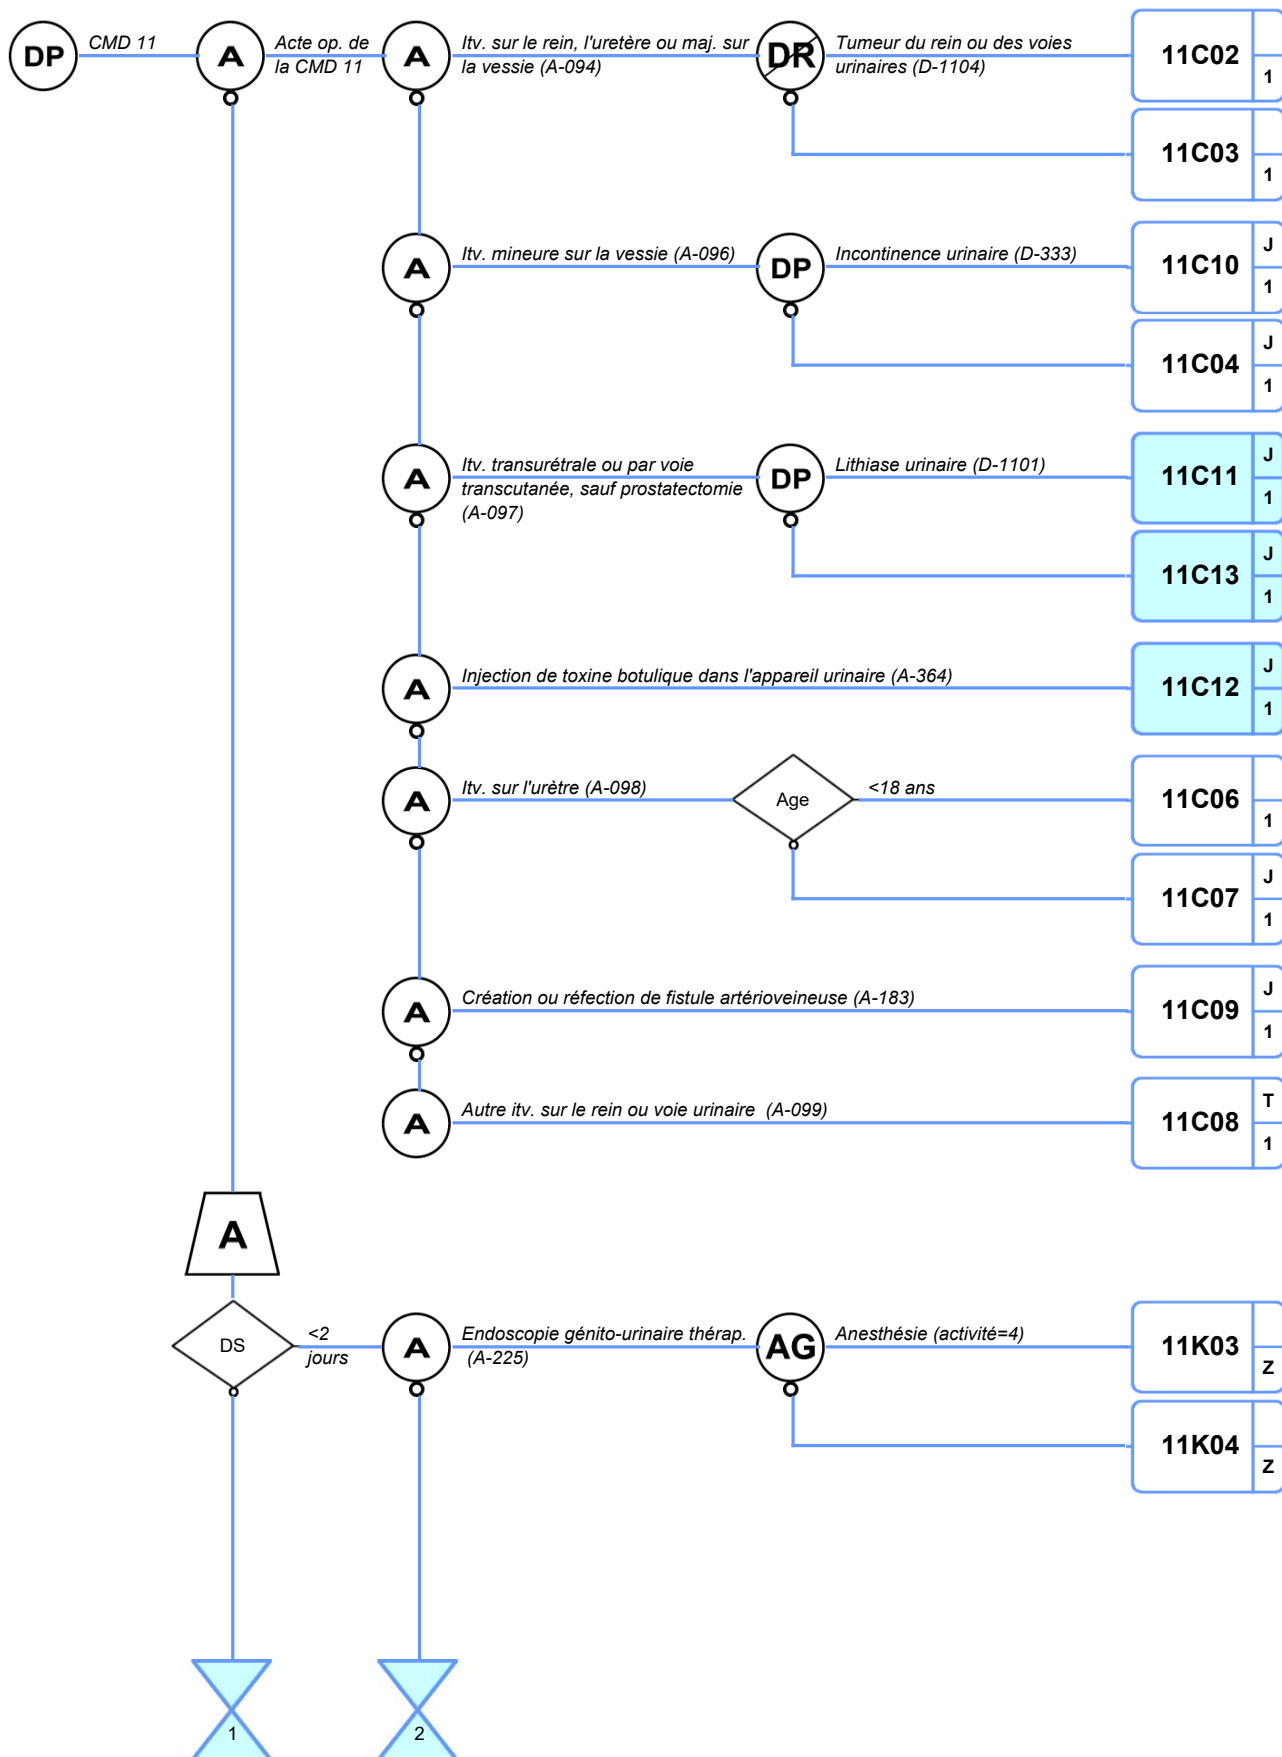 DP
CMD 11
A
Acte op. de
la CMD 11
A
Itv. sur le rein, l'uretère ou maj. sur
la vessie (A-094)
DR
Tumeur du rein ou des voies
urinaires (D-1104)
11C02
1
11C03
1
A
Itv. mineure sur la vessie (A-096)
DP
Incontinence urinaire (D-333)
11C10
J
1
11C04
J
1
A
Itv. transurétrale ou par voie
transcutanée, sauf prostatectomie
(A-097)
DP
Lithiase urinaire (D-1101)
11C11
J
1
11C13
J
1
A
Injection de toxine botulique dans l'appareil urinaire (A-364)
11C12
J
1
A
Itv. sur l'urètre (A-098)
Age
<18 ans
11C06
1
11C07
J
1
A
Création ou réfection de fistule artérioveineuse (A-183)
11C09
J
1
A
Autre itv. sur le rein ou voie urinaire  (A-099)
11C08
T
1
A
DS
<2
jours
A
Endoscopie génito-urinaire thérap.
(A-225)
AG
Anesthésie (activité=4)
11K03
Z
11K04
Z
1
2